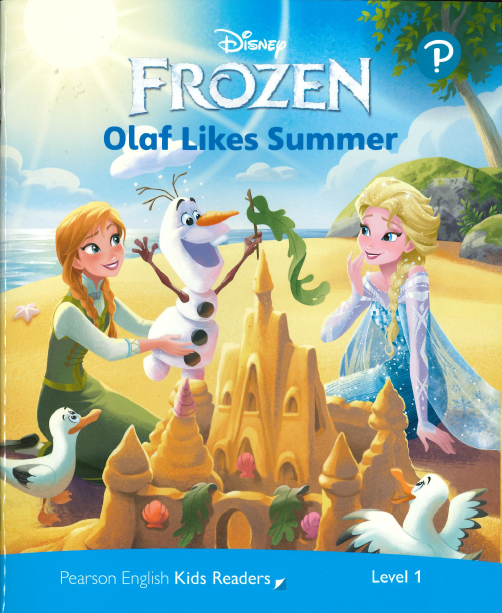 Disney
FROZEN
Olaf Likes Summer
P
Pearson English Kids Readers
Level 1